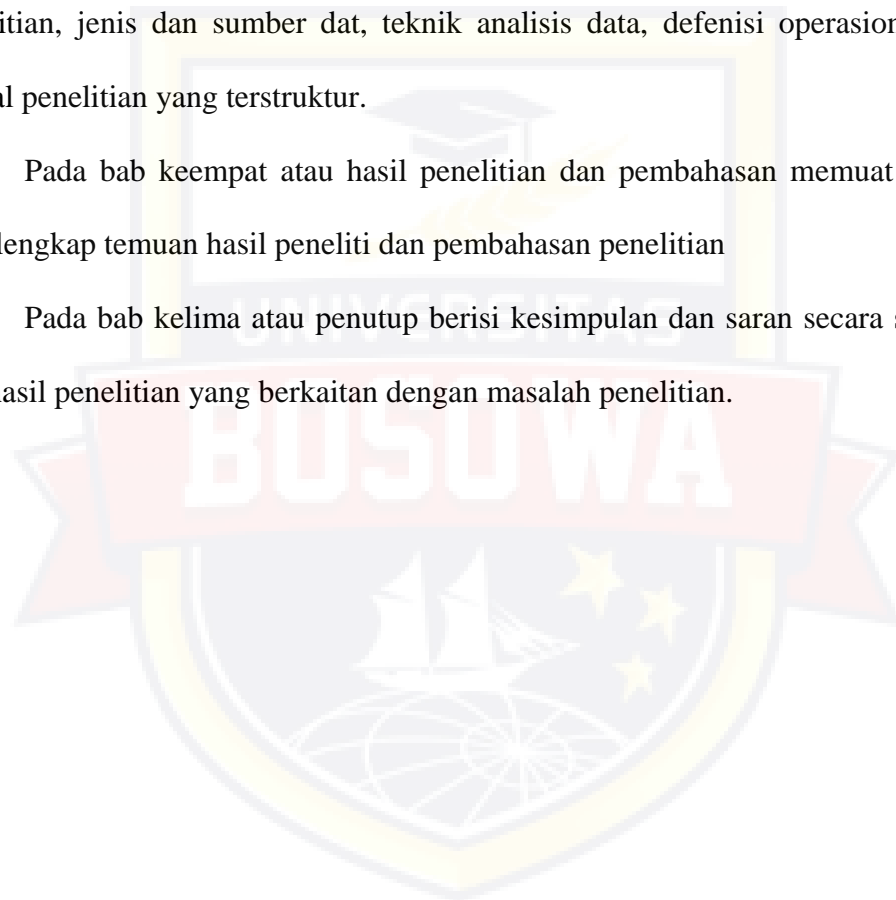 itian, jenis dan sumber dat, teknik analisis data, defenisi operasion
al penelitian yang terstruktur.
Pada bab keempat atau hasil penelitian dan pembahasan memuat
lengkap temuan hasil peneliti dan pembahasan penelitian
UNIVERSITAS
Pada bab kelima atau penutup berisi kesimpulan dan saran secara s
hasil penelitian yang berkaitan dengan masalah penelitian.
BOSOWA